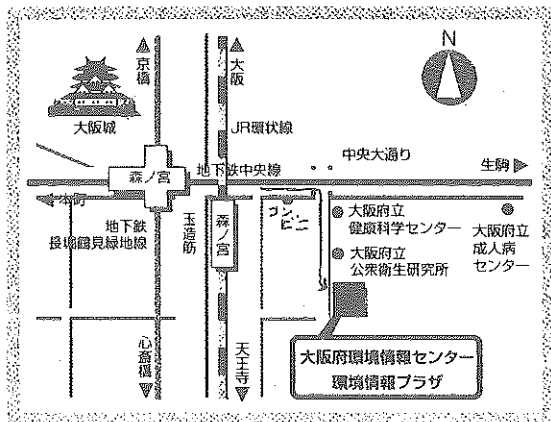 京橋
大阪
N
大阪城
JR環状線
中央大通り
地下鉄中央線
生駒
森ノ宮
本町
地下鉄
長堀鶴見緑地線
玉造筋
森ノ宮
コンビニ
大阪府立
健康科学センター
大阪府立
公衆衛生研究所
大阪府立
成人病
センター
心斎橋
天王寺
大阪府環境情報センター
環境情報プラザ